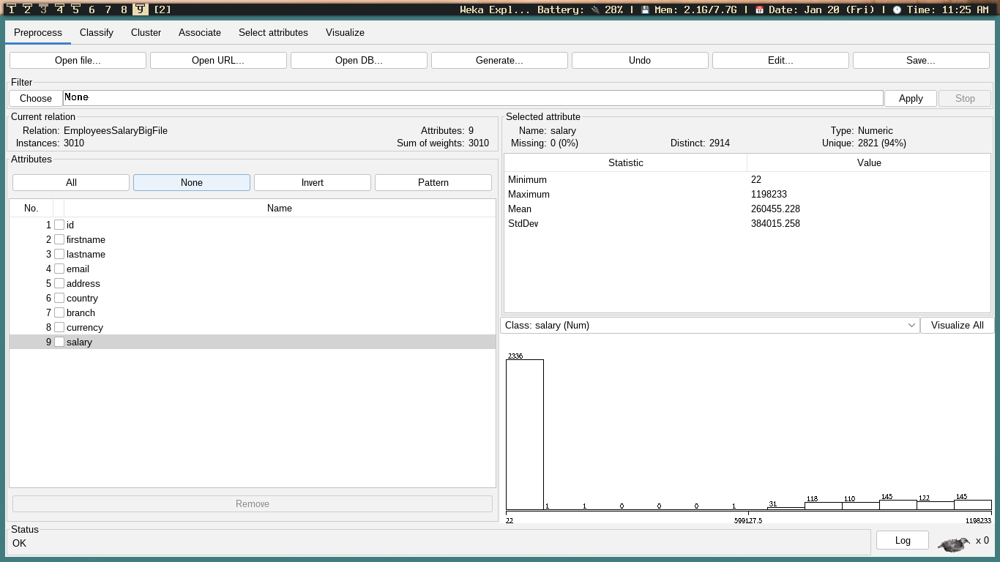 1 2 3 4 5 6 7 8 9 [2] Weka Expl... Battery: 28% | Mem: 2.1G/7.7G | Date: Jan 20 (Fri) | Time: 11:25 AM
Preprocess Classify Cluster Associate Select attributes Visualize
Open file... Open URL... Open DB... Generate... Undo Edit... Save...
Filter
Choose None Apply Stop
Current relation
Relation: EmployeesSalaryBigFile Attributes: 9
Instances: 3010 Sum of weights: 3010
Attributes
All None Invert Pattern
No. Name
1 id
2 firstname
3 lastname
4 email
5 address
6 country
7 branch
8 currency
9 salary
Remove
Selected attribute
Name: salary Type: Numeric
Missing: 0 (0%) Distinct: 2914 Unique: 2821 (94%)
Statistic Value
Minimum 22
Maximum 1198233
Mean 260455.228
StdDev 384015.258
Class: salary (Num) Visualize All
2336 1 1 0 0 0 1 31 118 110 145 122 145
22 599127.5 1198233
Status
OK
Log x 0